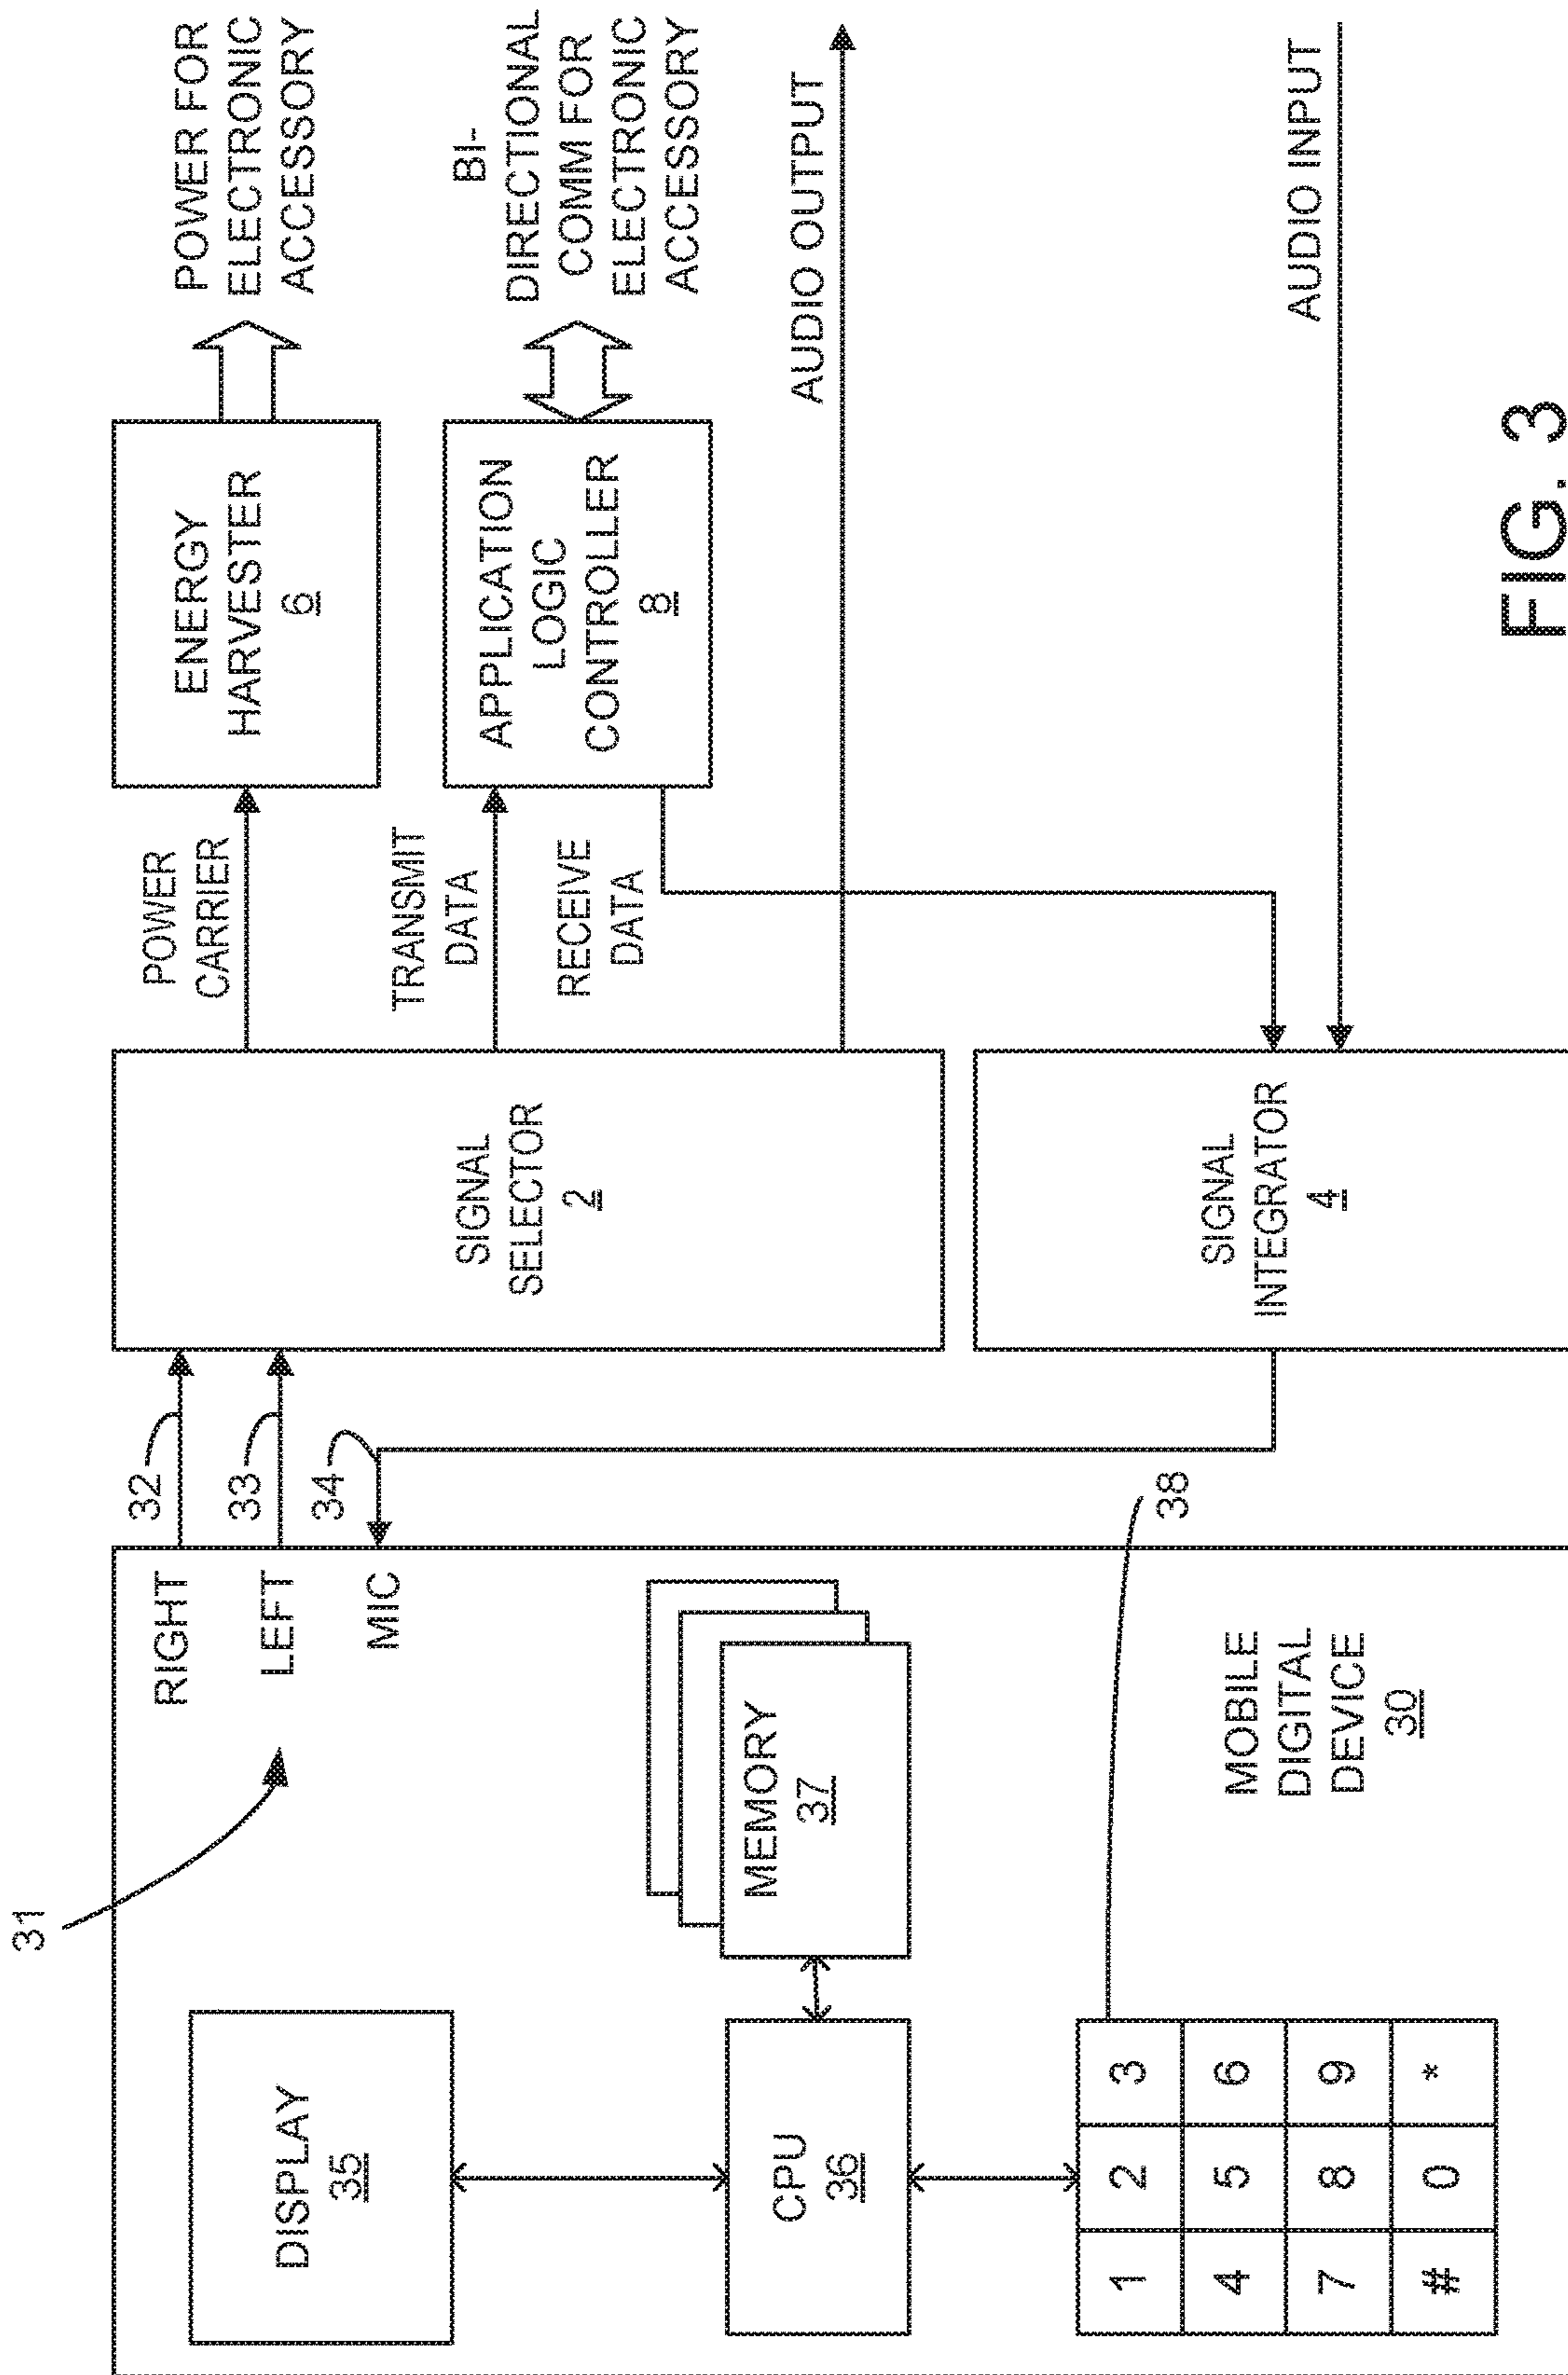 31
DISPLAY
35
CPU
36
MEMORY
37
1 2 3
4 5 6
7 8 9
# 0 *
38
MOBILE
DIGITAL
DEVICE
30
RIGHT
LEFT
MIC
32
33
34
SIGNAL
SELECTOR
2
SIGNAL
INTEGRATOR
4
POWER
CARRIER
TRANSMIT
DATA
RECEIVE
DATA
ENERGY
HARVESTER
6
APPLICATION
LOGIC
CONTROLLER
8
POWER FOR
ELECTRONIC
ACCESSORY
BI-
DIRECTIONAL
COMM FOR
ELECTRONIC
ACCESSORY
AUDIO OUTPUT
AUDIO INPUT
FIG. 3